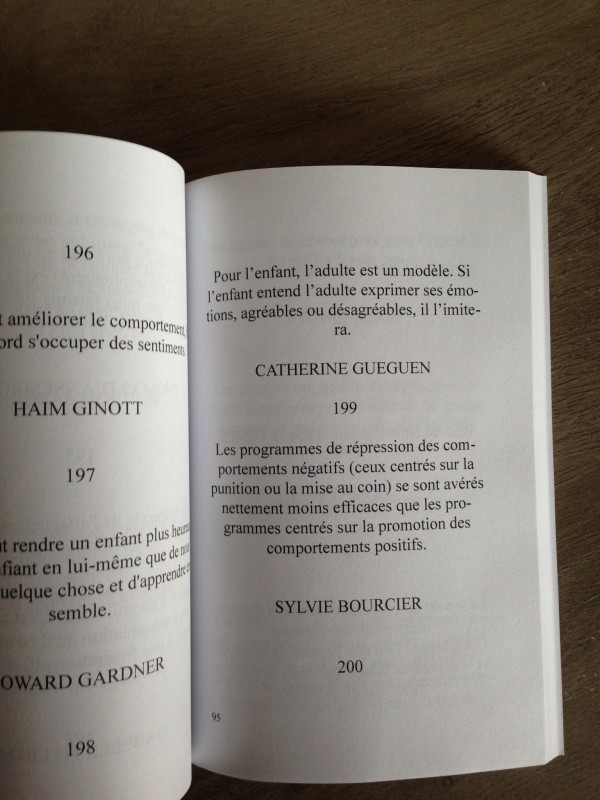 196
améliorer le comportement,
s'occuper des sentiments.
HAIM GINOTT
197
rendre un enfant plus
en lui-même que de
quelque chose et d'apprendre
semble.
GARDNER
198
Pour l'enfant, l'adulte est un modèle. Si
l'enfant entend l'adulte exprimer ses émo-
tions, agréables ou désagréables, il l'imite-
ra.
CATHERINE GUEGUEN
199
Les programmes de répression des com-
portements négatifs (ceux centrés sur la
punition ou la mise au coin) se sont avérés
nettement moins efficaces que les pro-
grammes centrés sur la promotion des
comportements positifs.
SYLVIE BOURCIER
200
95